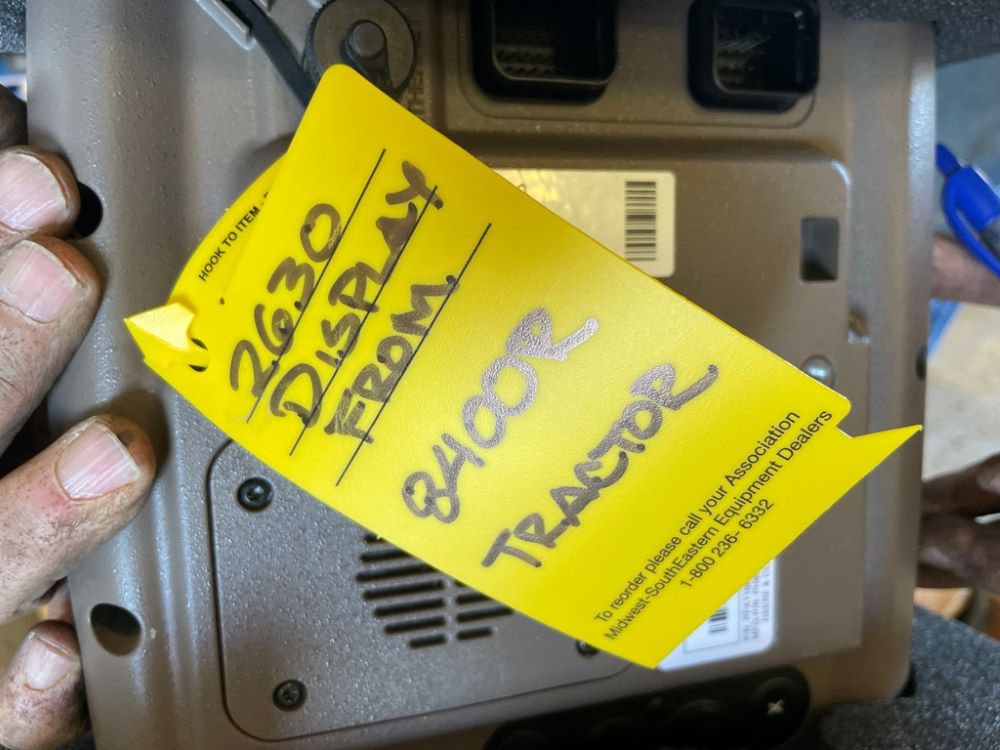 HOOK TO ITEM -
2630
DISPLAY
FROM
8400R
TRACTOR
To reorder please call your Association
Midwest-SouthEastern Equipment Dealers
1-800 236- 6332